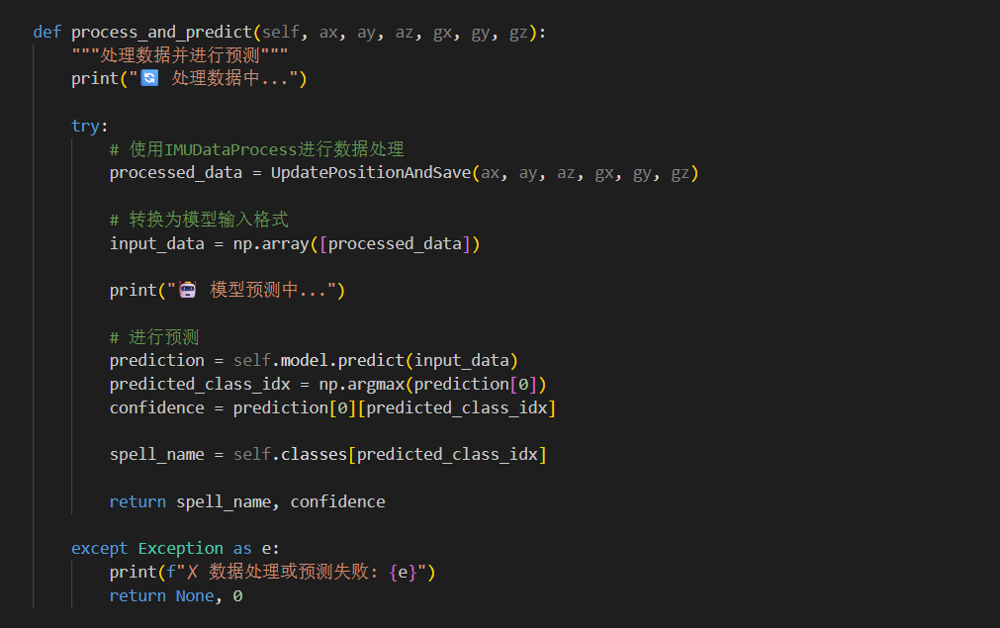 def process_and_predict(self, ax, ay, az, gx, gy, gz):
    """处理数据并进行预测"""
    print("🔄 处理数据中...")

    try:
        # 使用IMUDataProcess进行数据处理
        processed_data = UpdatePositionAndSave(ax, ay, az, gx, gy, gz)

        # 转换为模型输入格式
        input_data = np.array([processed_data])

        print("🤖 模型预测中...")

        # 进行预测
        prediction = self.model.predict(input_data)
        predicted_class_idx = np.argmax(prediction[0])
        confidence = prediction[0][predicted_class_idx]

        spell_name = self.classes[predicted_class_idx]

        return spell_name, confidence

    except Exception as e:
        print(f"✗ 数据处理或预测失败: {e}")
        return None, 0